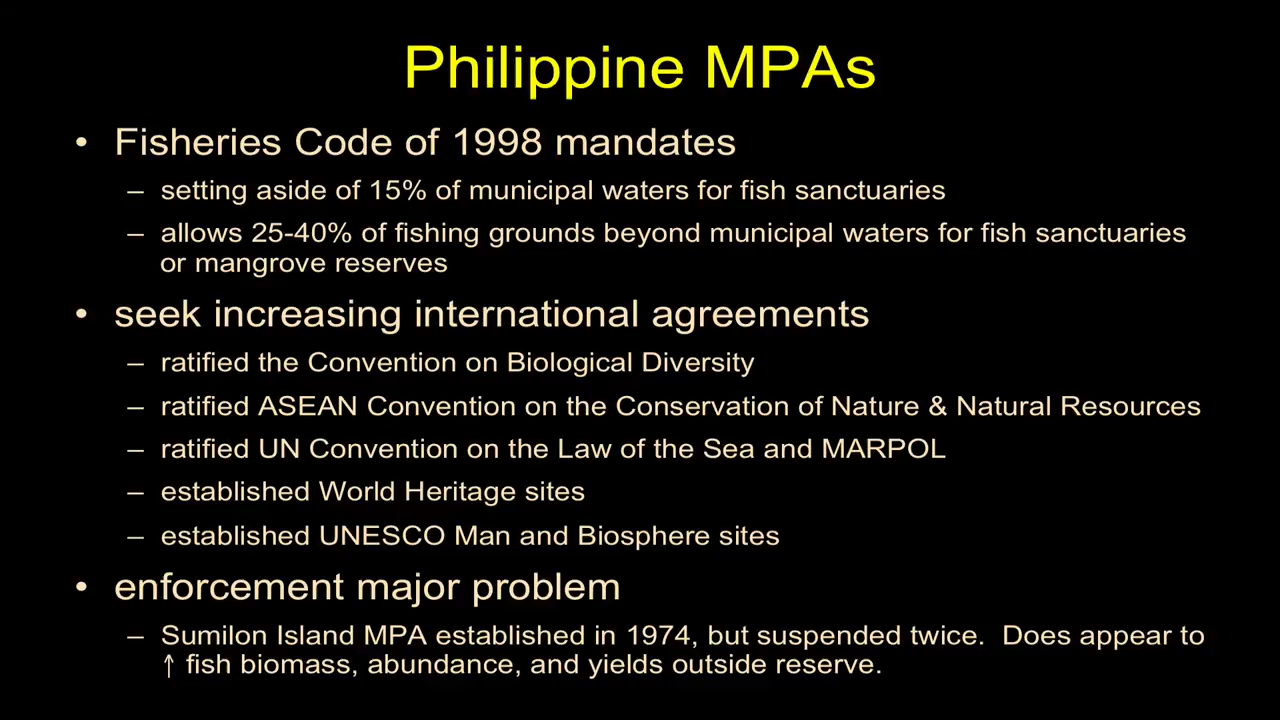 Philippine MPAs
• Fisheries Code of 1998 mandates
– setting aside of 15% of municipal waters for fish sanctuaries
– allows 25-40% of fishing grounds beyond municipal waters for fish sanctuaries
or mangrove reserves
• seek increasing international agreements
– ratified the Convention on Biological Diversity
– ratified ASEAN Convention on the Conservation of Nature & Natural Resources
– ratified UN Convention on the Law of the Sea and MARPOL
– established World Heritage sites
– established UNESCO Man and Biosphere sites
• enforcement major problem
– Sumilon Island MPA established in 1974, but suspended twice.  Does appear to
↑ fish biomass, abundance, and yields outside reserve.